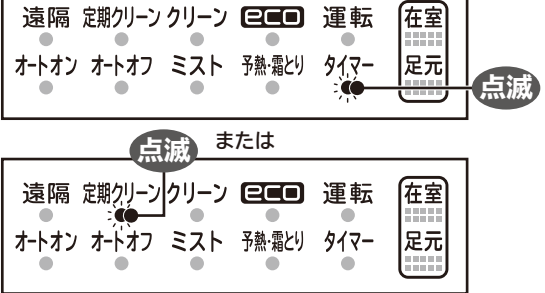 遠隔 定期クリーン クリーン eco 運転 在室
オートオン オートオフ ミスト 予熱・霜とり タイマー 足元
点滅
または
点滅
遠隔 定期クリーン クリーン eco 運転 在室
オートオン オートオフ ミスト 予熱・霜とり タイマー 足元